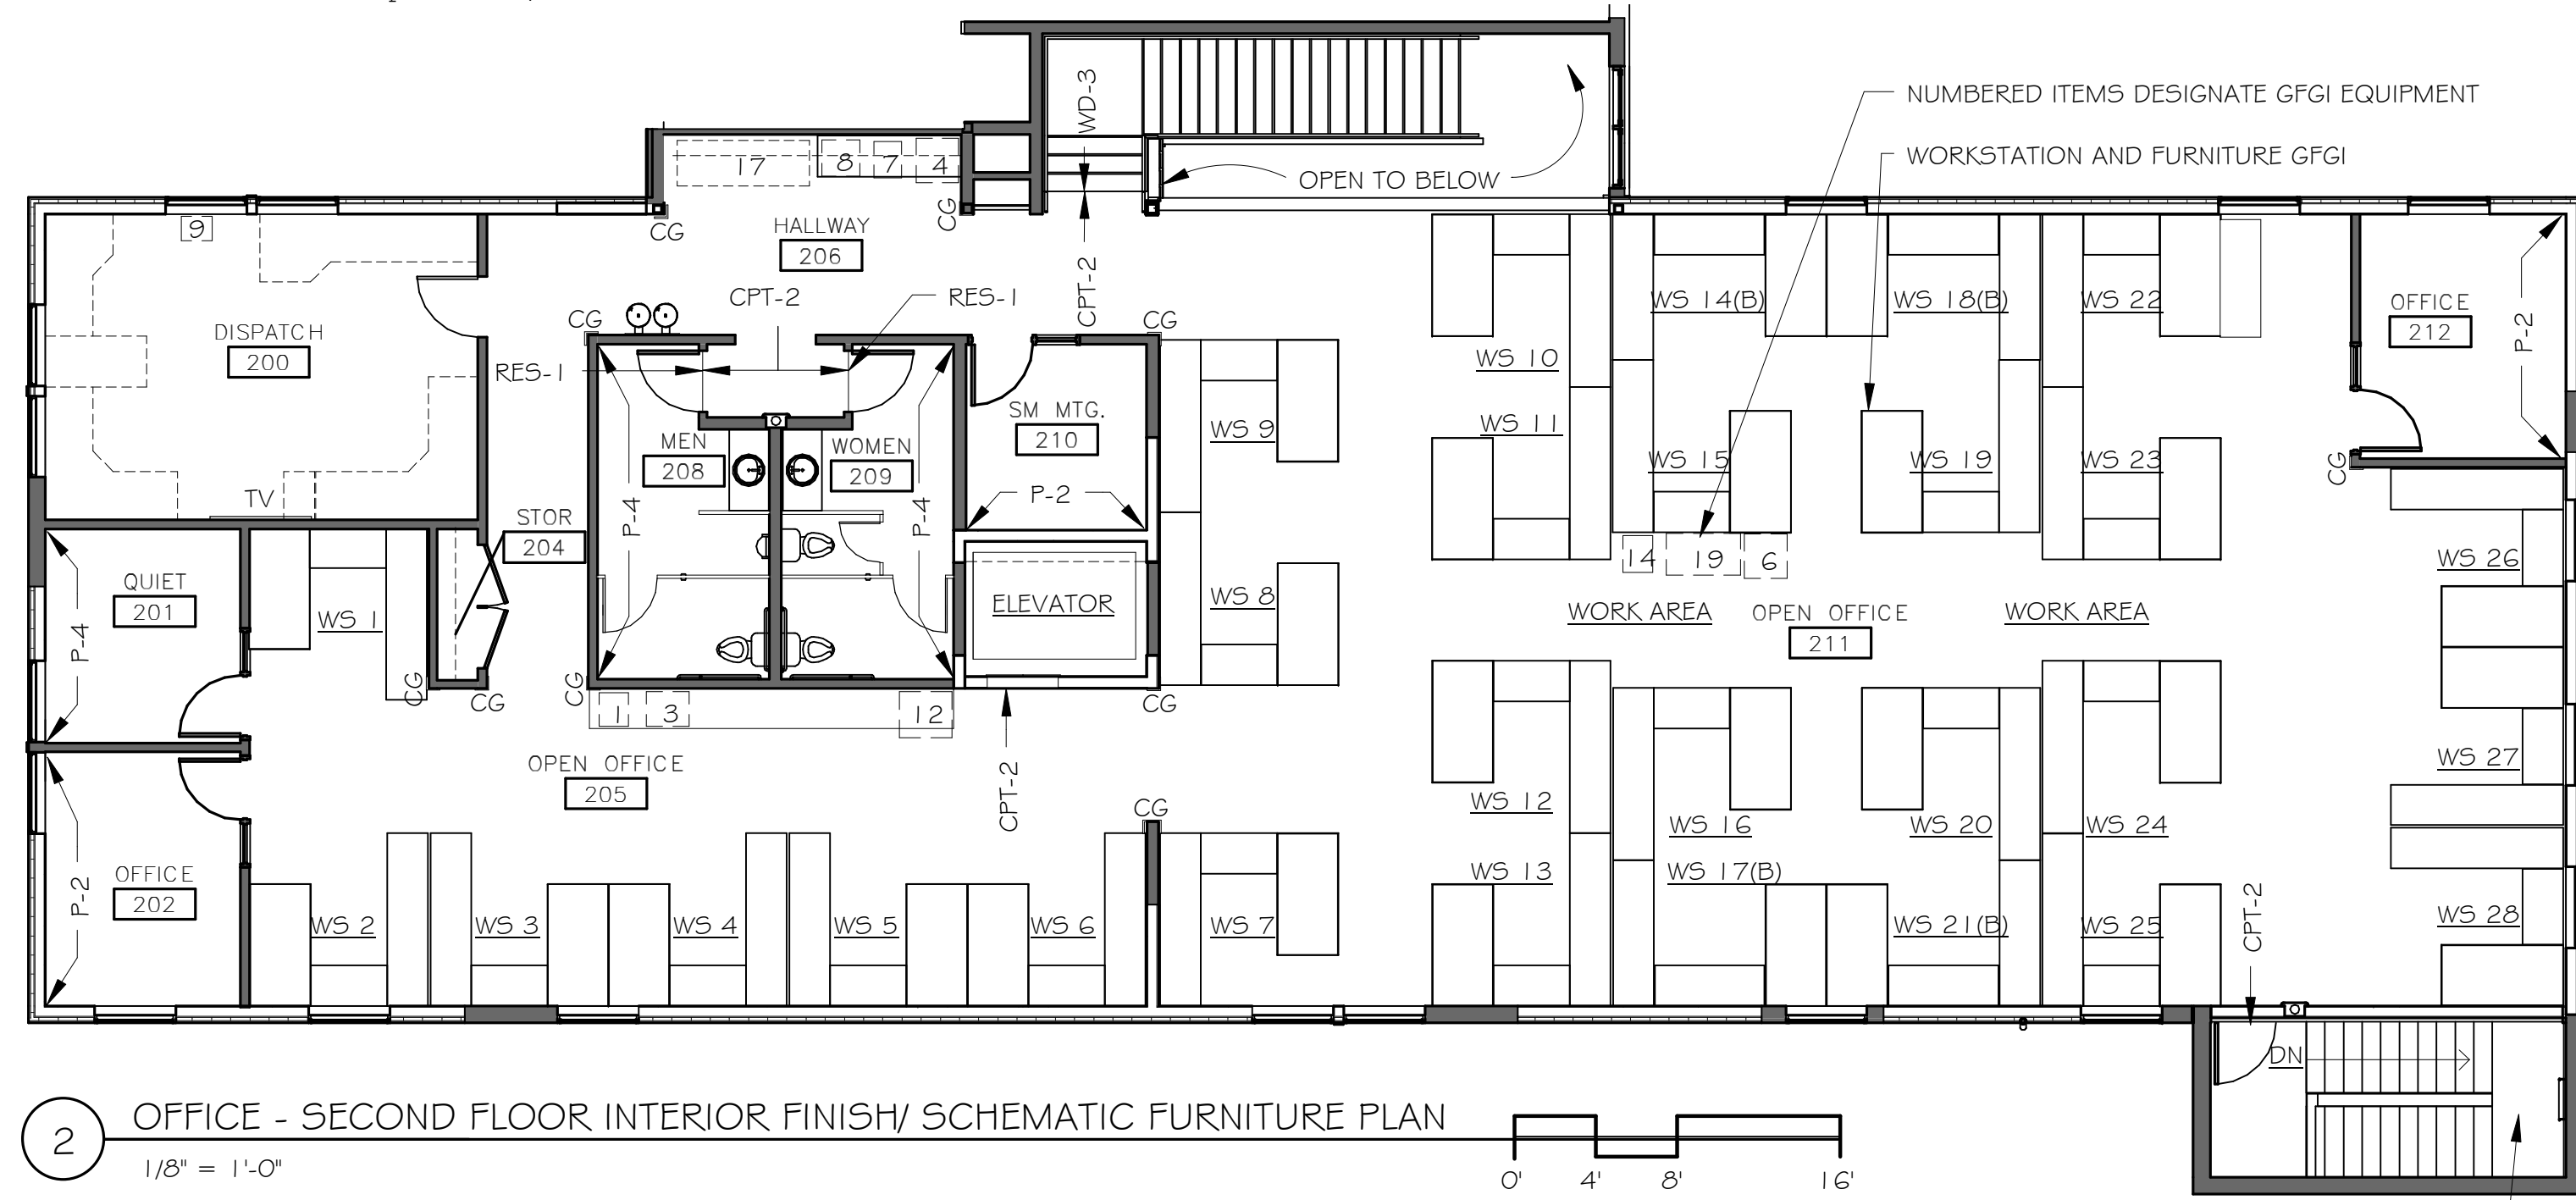 WD-3
NUMBERED ITEMS DESIGNATE GFGI EQUIPMENT
WORKSTATION AND FURNITURE GFGI
17
8
7
4
OPEN TO BELOW
9
CG
CG
HALLWAY
206
CPT-2
CPT-2
RES-1
CG
CG
DISPATCH
200
RES-1
TV
MEN
208
WOMEN
209
SM MTG.
210
P-2
P-4
P-4
STOR
204
QUIET
201
P-4
WS 1
CG
CG
CG
ELEVATOR
CG
1
3
12
CPT-2
OPEN OFFICE
205
CG
OFFICE
202
P-2
WS 2
WS 3
WS 4
WS 5
WS 6
WS 7
WS 8
WS 9
WS 10
WS 11
WS 12
WS 13
WS 14(B)
WS 15
WS 16
WS 17(B)
WS 18(B)
WS 19
WS 20
WS 21(B)
WS 22
WS 23
WS 24
WS 25
14
19
6
WORK AREA
OPEN OFFICE
211
WORK AREA
OFFICE
212
P-2
CG
WS 26
WS 27
WS 28
CPT-2
DN
2
OFFICE - SECOND FLOOR INTERIOR FINISH/ SCHEMATIC FURNITURE PLAN
1/8" = 1'-0"
0'
4'
8'
16'